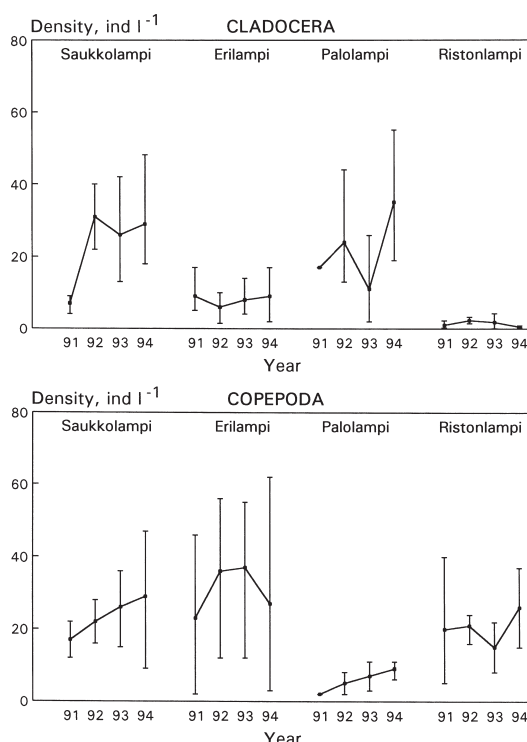 Density, ind l⁻¹ CLADOCERA
80
Saukkolampi Erilampi Palolampi Ristonlampi
60
40
20
0
91 92 93 94 91 92 93 94 91 92 93 94 91 92 93 94
Year
Density, ind l⁻¹ COPEPODA
80
Saukkolampi Erilampi Palolampi Ristonlampi
60
40
20
0
91 92 93 94 91 92 93 94 91 92 93 94 91 92 93 94
Year